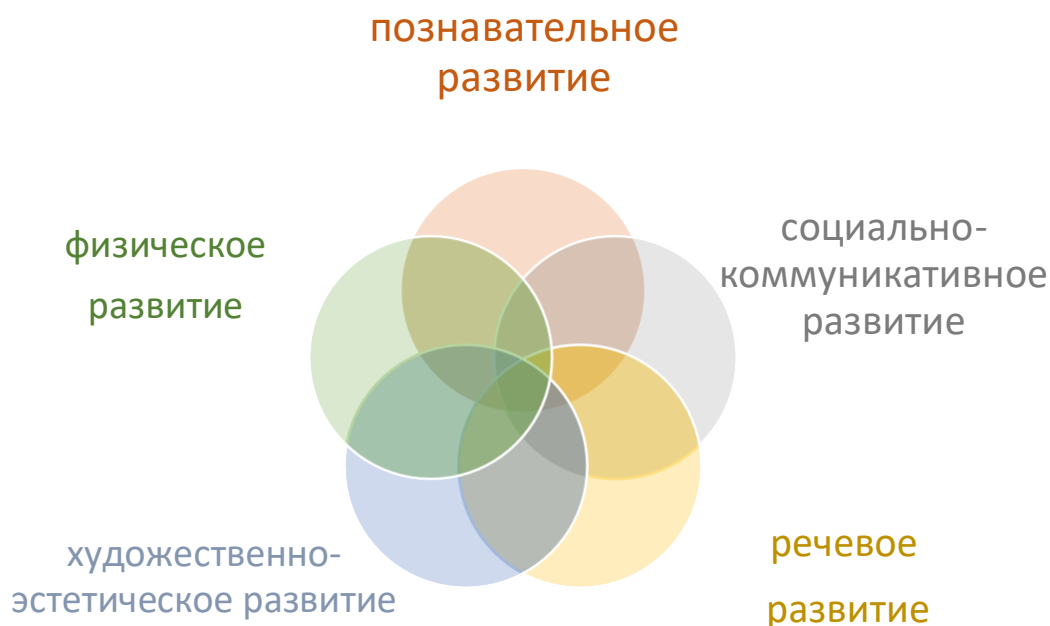 познавательное
развитие
физическое
развитие
социально-
коммуникативное
развитие
художественно-
эстетическое развитие
речевое
развитие